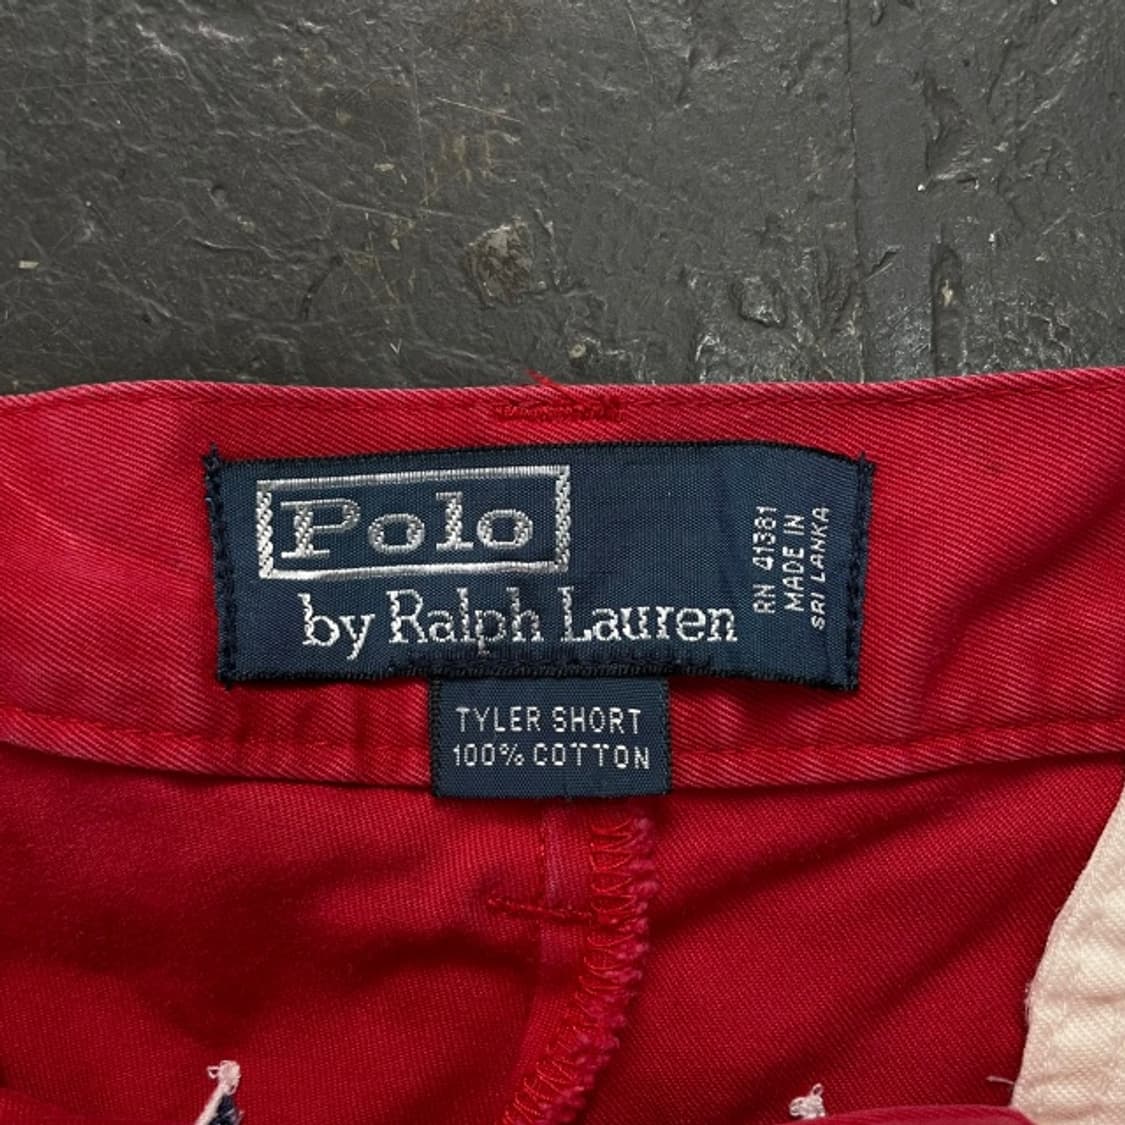 Polo
by Ralph Lauren
RN 41381
MADE IN
SRI LANKA
TYLER SHORT
100% COTTON